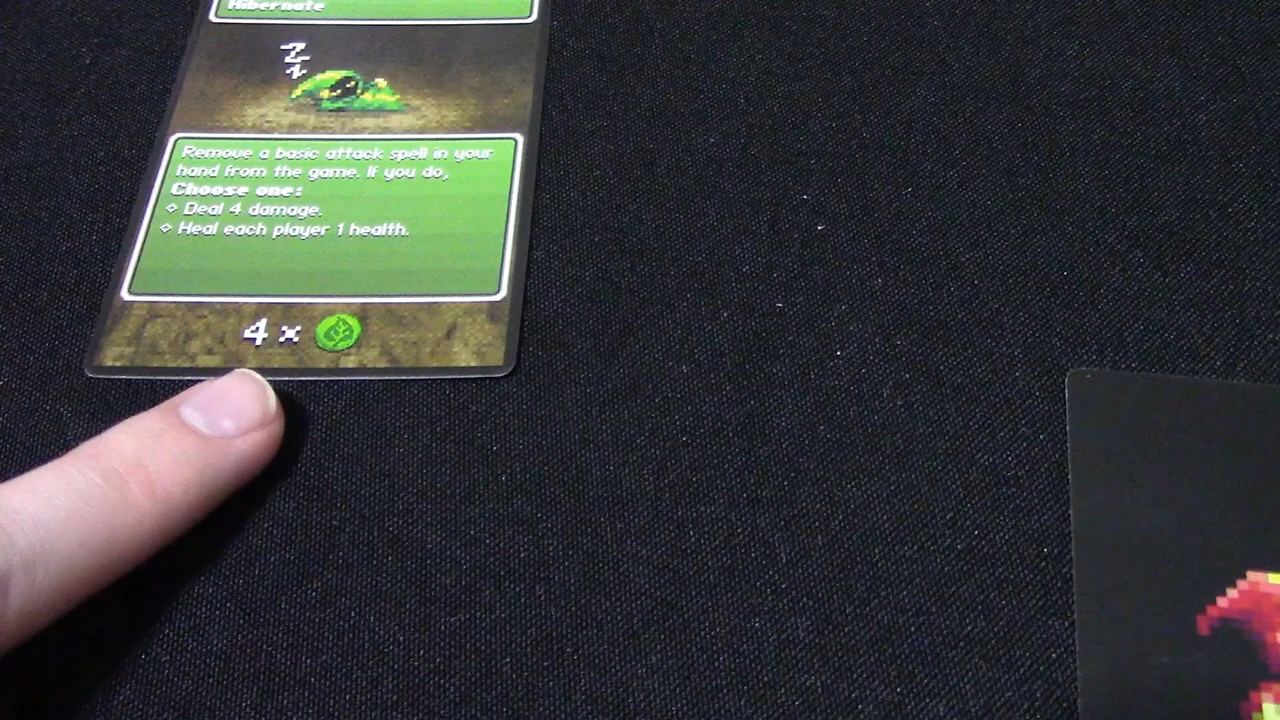 Hibernate
Z
z
Remove a basic attack spell in your
hand from the game. If you do,
Choose one:
⟡ Deal 4 damage.
⟡ Heal each player 1 health.
4 ×